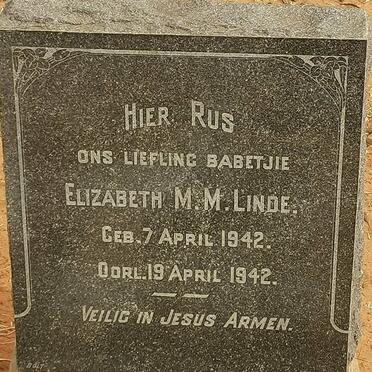 HIER RUS
ONS LIEFLING BABETJIE
ELIZABETH M. M. LINDE.
GEB. 7 APRIL 1942.
OORL. 19 APRIL 1942.
VEILIG IN JESUS ARMEN.